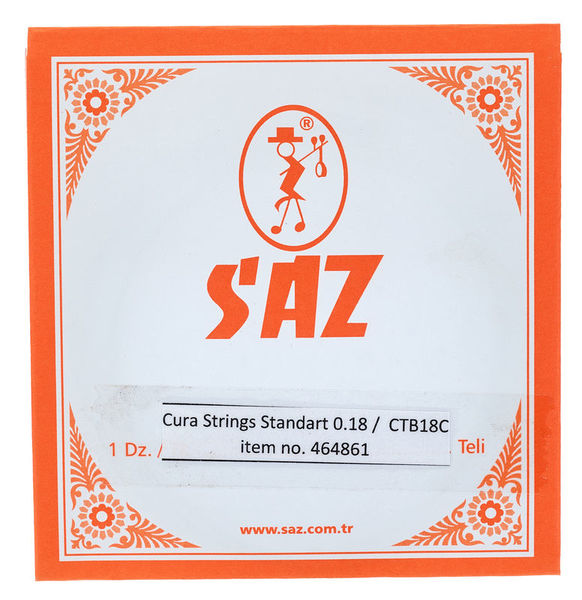 ®
SAZ
Cura Strings Standart 0.18 / CTB18C
1 Dz. /
item no. 464861
Teli
www.saz.com.tr